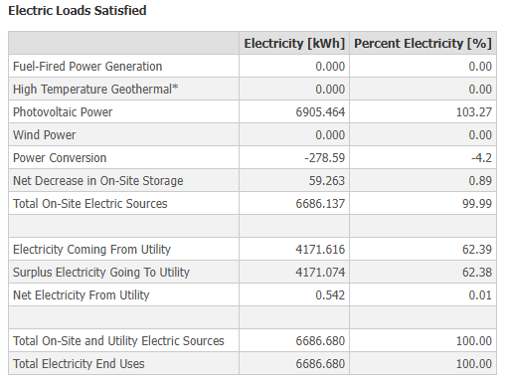 Electric Loads Satisfied
Electricity [kWh] Percent Electricity [%]
Fuel-Fired Power Generation 0.000 0.00
High Temperature Geothermal* 0.000 0.00
Photovoltaic Power 6905.464 103.27
Wind Power 0.000 0.00
Power Conversion -278.59 -4.2
Net Decrease in On-Site Storage 59.263 0.89
Total On-Site Electric Sources 6686.137 99.99
Electricity Coming From Utility 4171.616 62.39
Surplus Electricity Going To Utility 4171.074 62.38
Net Electricity From Utility 0.542 0.01
Total On-Site and Utility Electric Sources 6686.680 100.00
Total Electricity End Uses 6686.680 100.00